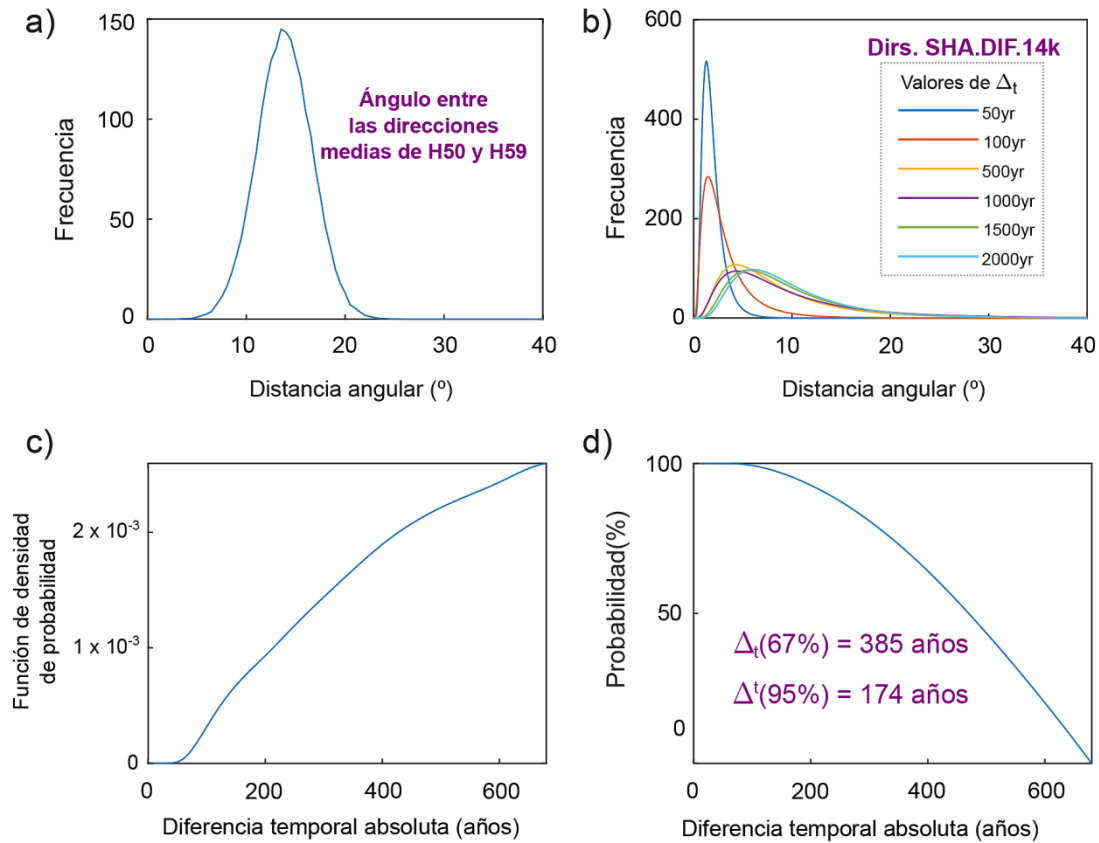 a)
150
100
50
0
Frecuencia
Ángulo entre
las direcciones
medias de H50 y H59
0 10 20 30 40
Distancia angular (º)
b)
600
400
200
0
Frecuencia
Dirs. SHA.DIF.14k
Valores de Δt
50yr
100yr
500yr
1000yr
1500yr
2000yr
0 10 20 30 40
Distancia angular (º)
c)
2 x 10⁻³
1 x 10⁻³
0
Función de densidad
de probabilidad
0 200 400 600
Diferencia temporal absoluta (años)
d)
100
50
0
Probabilidad(%)
Δt(67%) = 385 años
Δᵗ(95%) = 174 años
0 200 400 600
Diferencia temporal absoluta (años)